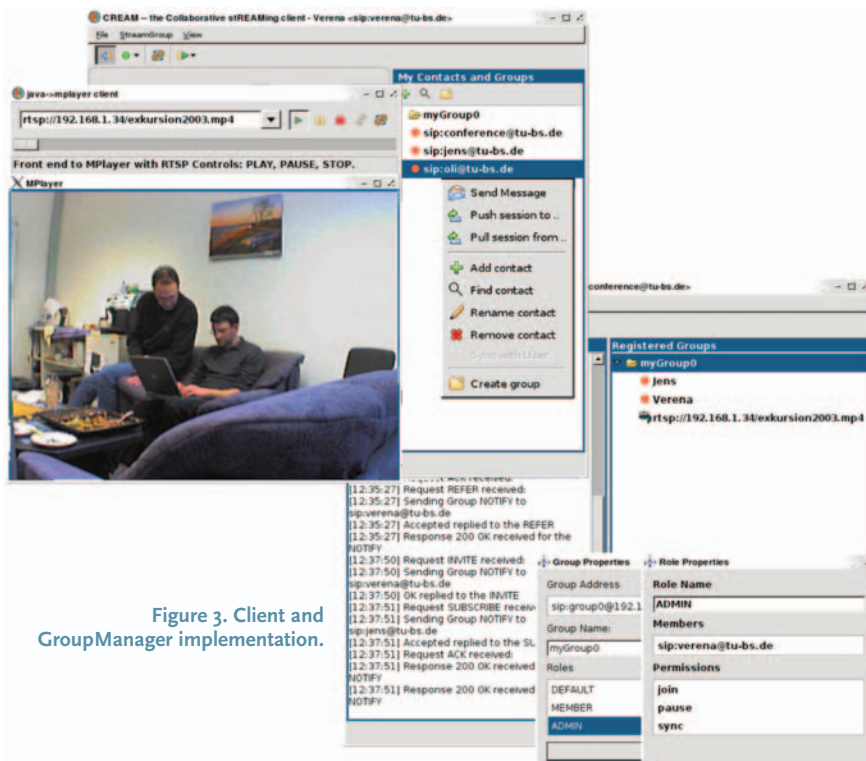 CREAM – the Collaborative stREAMing client - Verena <sip:verena@tu-bs.de>
File StreamGroup View
My Contacts and Groups
myGroup0
sip:conference@tu-bs.de
sip:jens@tu-bs.de
sip:oli@tu-bs.de
java->mplayer client
rtsp://192.168.1.34/exkursion2003.mp4
Front end to MPlayer with RTSP Controls: PLAY, PAUSE, STOP.
MPlayer
Send Message
Push session to ..
Pull session from ..
Add contact
Find contact
Rename contact
Remove contact
Sync with User
Create group
conference@tu-bs.de>
Registered Groups
myGroup0
Jens
Verena
rtsp://192.168.1.34/exkursion2003.mp4
Request ACK received:
[12:35:27] Request REFER received:
[12:35:27] Sending Group NOTIFY to
sip:verena@tu-bs.de
[12:35:27] Accepted replied to the REFER
[12:35:27] Response 200 OK received for the
NOTIFY
[12:37:50] Request INVITE received:
[12:37:50] Sending Group NOTIFY to
sip:verena@tu-bs.de
[12:37:50] OK replied to the INVITE
[12:37:51] Request SUBSCRIBE receiv
[12:37:51] Sending Group NOTIFY to
sip:jens@tu-bs.de
[12:37:51] Accepted replied to the SU
[12:37:51] Request ACK received:
[12:37:51] Response 200 OK received
NOTIFY
[12:37:51] Response 200 OK received
NOTIFY
Group Properties
Group Address
sip:group0@192.1
Group Name:
myGroup0
Roles
DEFAULT
MEMBER
ADMIN
Role Properties
Role Name
ADMIN
Members
sip:verena@tu-bs.de
Permissions
join
pause
sync
Figure 3. Client and
GroupManager implementation.